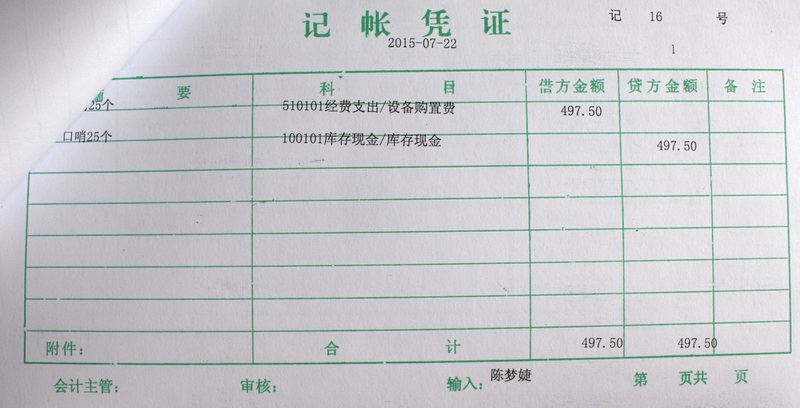 记 16 号
记帐凭证
2015-07-22
1
摘 要 科 目 借方金额 贷方金额 备注
25个 510101经费支出/设备购置费 497.50
口哨25个 100101库存现金/库存现金 497.50
附件： 合 计 497.50 497.50
会计主管： 审核： 输入： 陈梦婕 第 页共 页